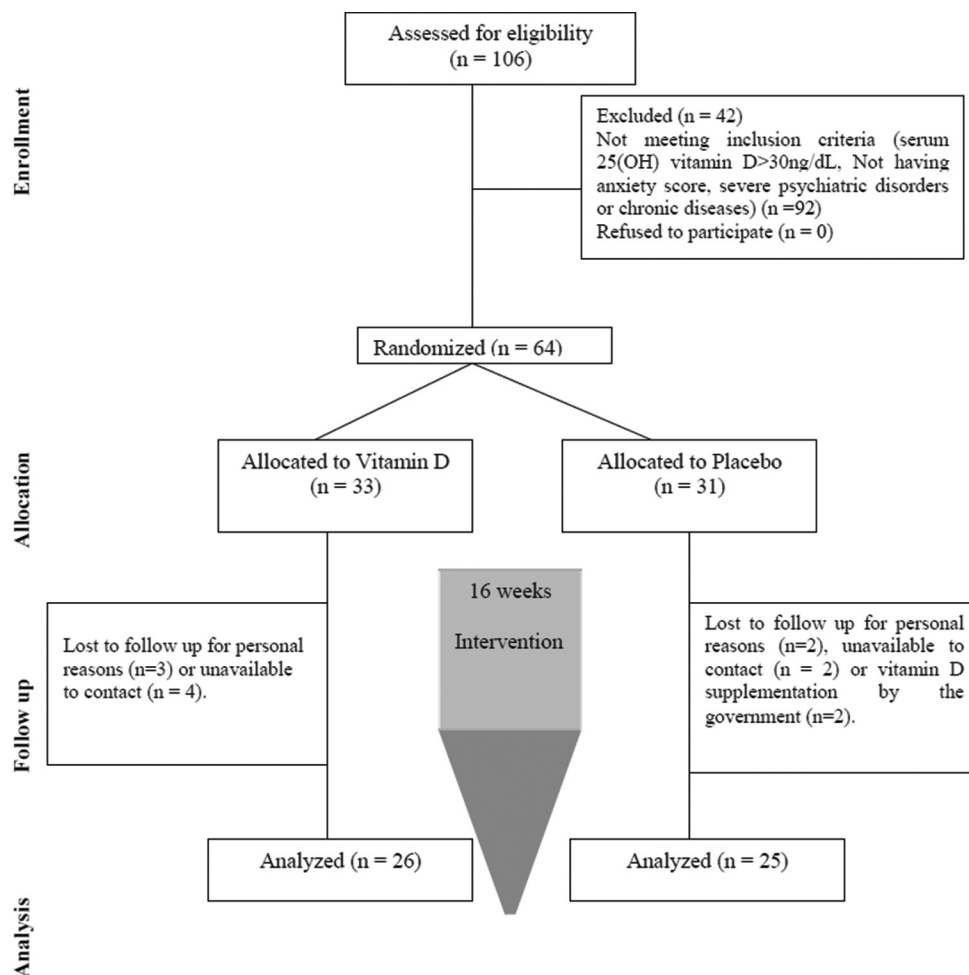 Enrollment
Assessed for eligibility
(n = 106)
Excluded (n = 42)
Not meeting inclusion criteria (serum
25(OH) vitamin D>30ng/dL, Not having
anxiety score, severe psychiatric disorders
or chronic diseases) (n =92)
Refused to participate (n = 0)
Randomized (n = 64)
Allocation
Allocated to Vitamin D
(n = 33)
Allocated to Placebo
(n = 31)
Follow up
16 weeks
Intervention
Lost to follow up for personal
reasons (n=3) or unavailable
to contact (n = 4).
Lost to follow up for personal
reasons (n=2), unavailable to
contact (n = 2) or vitamin D
supplementation by the
government (n=2).
Analysis
Analyzed (n = 26)
Analyzed (n = 25)